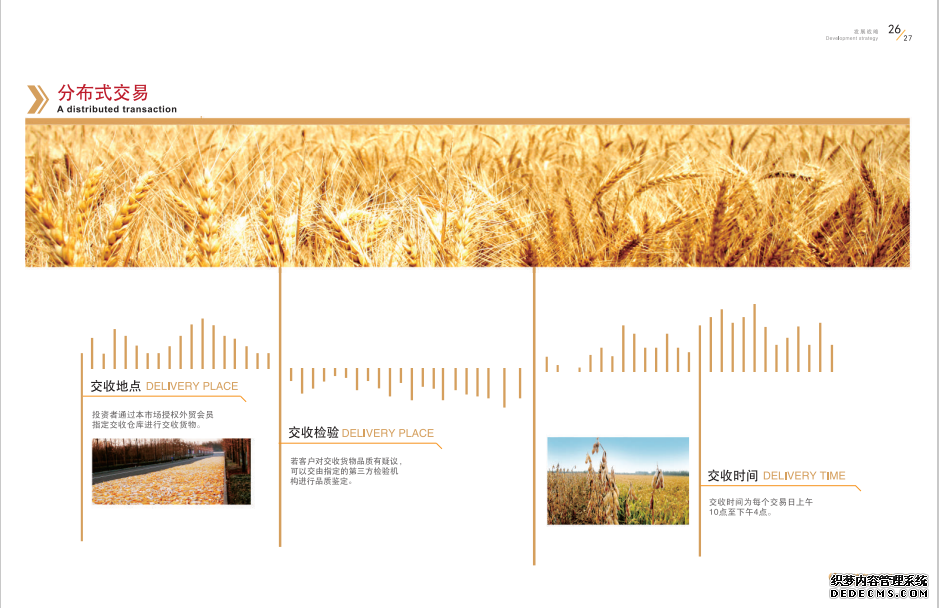 发展战略
Development strategy
26/27
分布式交易
A distributed transaction
交收地点 DELIVERY PLACE
投资者通过本市场授权外贸会员
指定交收仓库进行交收货物。
交收检验 DELIVERY PLACE
若客户对交收货物品质有疑议，
可以交由指定的第三方检验机
构进行品质鉴定。
交收时间 DELIVERY TIME
交收时间为每个交易日上午
10点至下午4点。
织梦内容管理系统
DEDECMS.COM